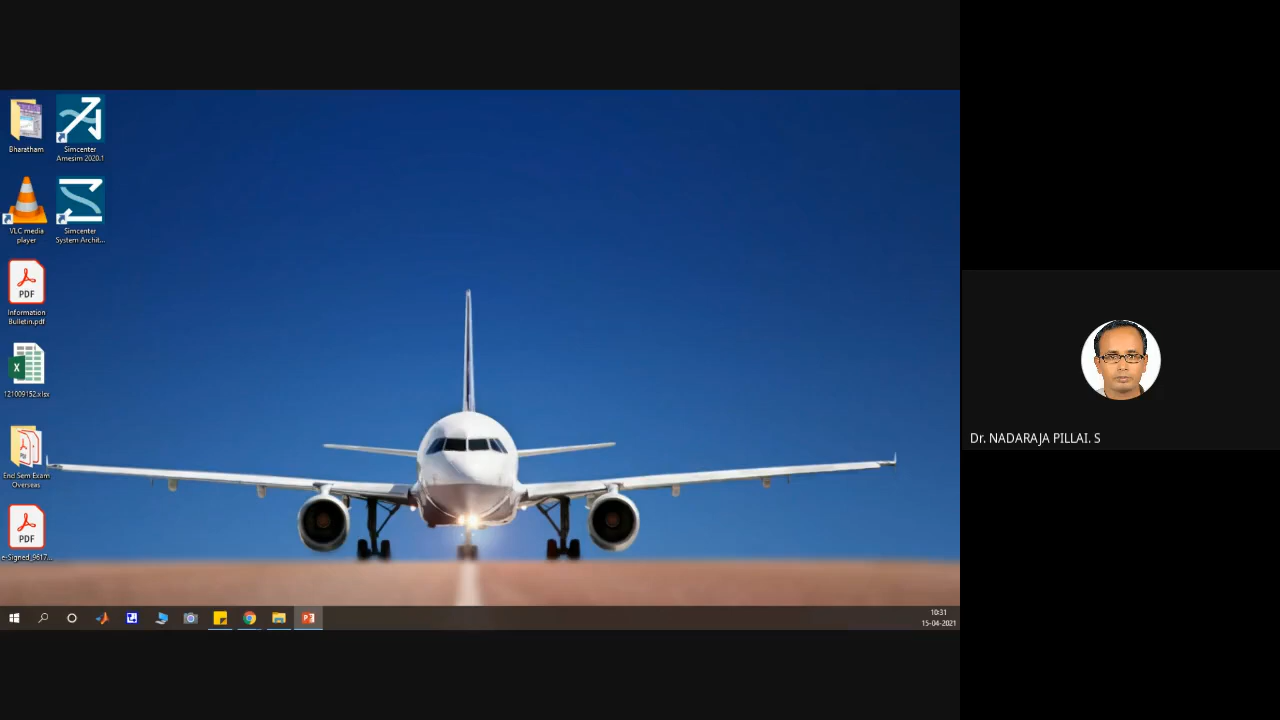 Bharatham
Simcenter
Amesim 2020.1
VLC media
player
Simcenter
System Archit...
PDF
Information
Bulletin.pdf
X
121009152.xlsx
End Sem Exam
Overseas
PDF
e-Signed_9617...
10:31
15-04-2021
Dr. NADARAJA PILLAI. S